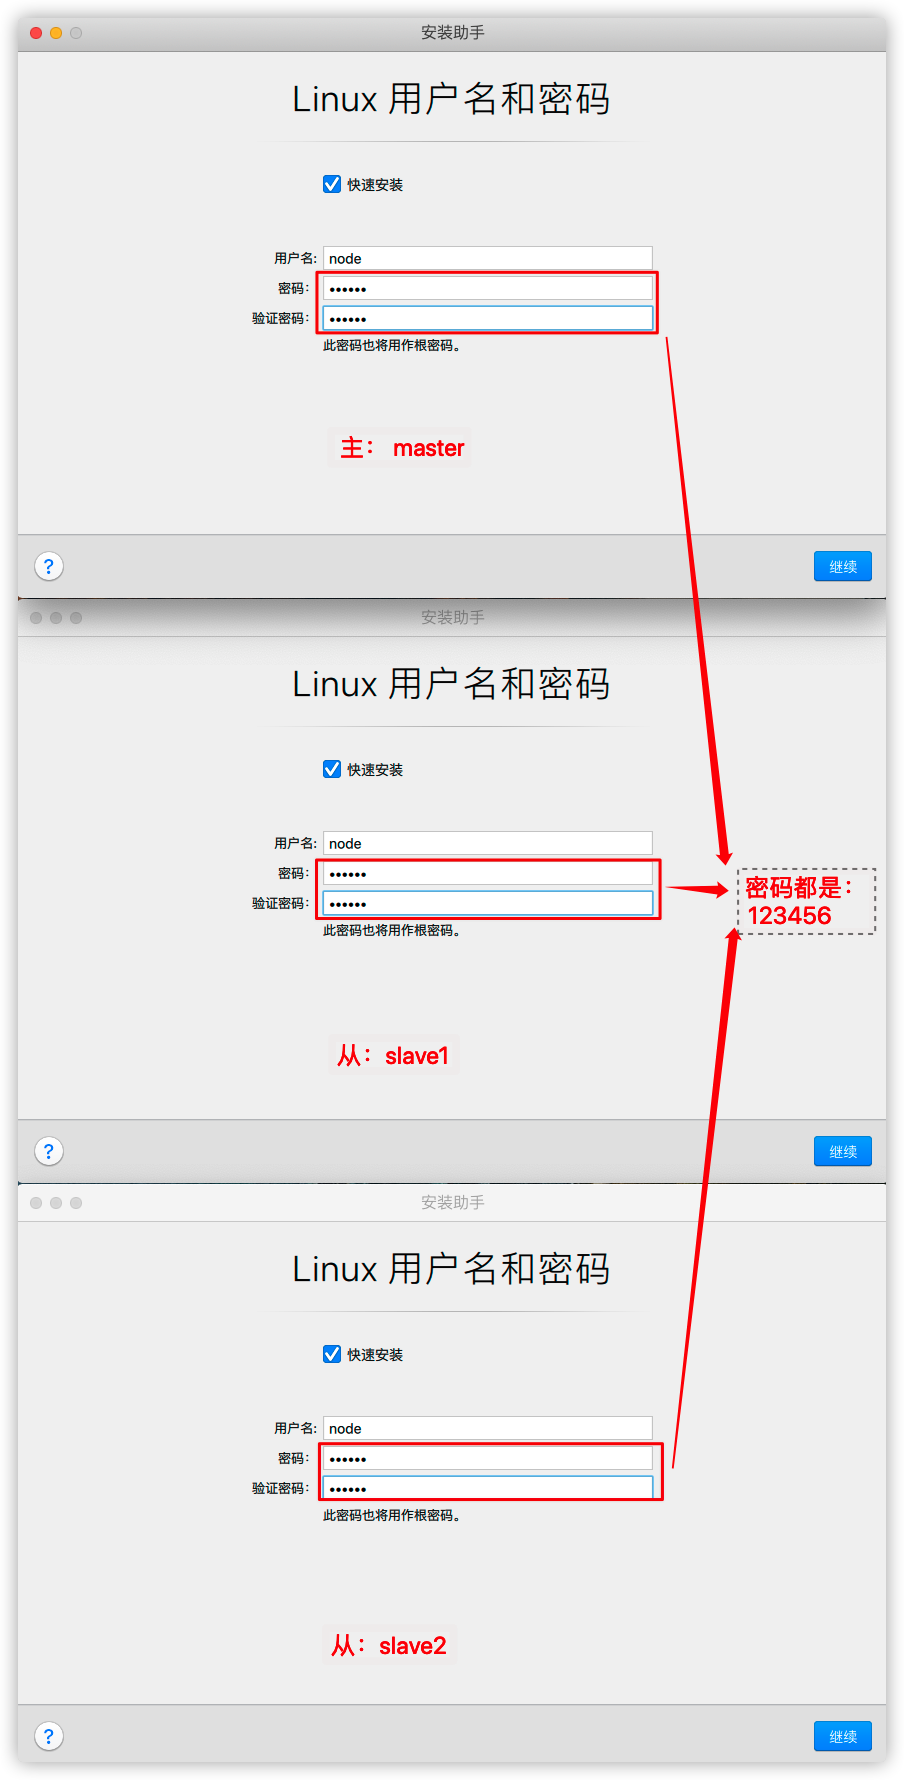 安装助手
Linux 用户名和密码
快速安装
用户名: node
密码: ••••••
验证密码: ••••••
此密码也将用作根密码。
主： master
?
继续
安装助手
Linux 用户名和密码
快速安装
用户名: node
密码: ••••••
验证密码: ••••••
密码都是：
123456
此密码也将用作根密码。
从：slave1
?
继续
安装助手
Linux 用户名和密码
快速安装
用户名: node
密码: ••••••
验证密码: ••••••
此密码也将用作根密码。
从：slave2
?
继续